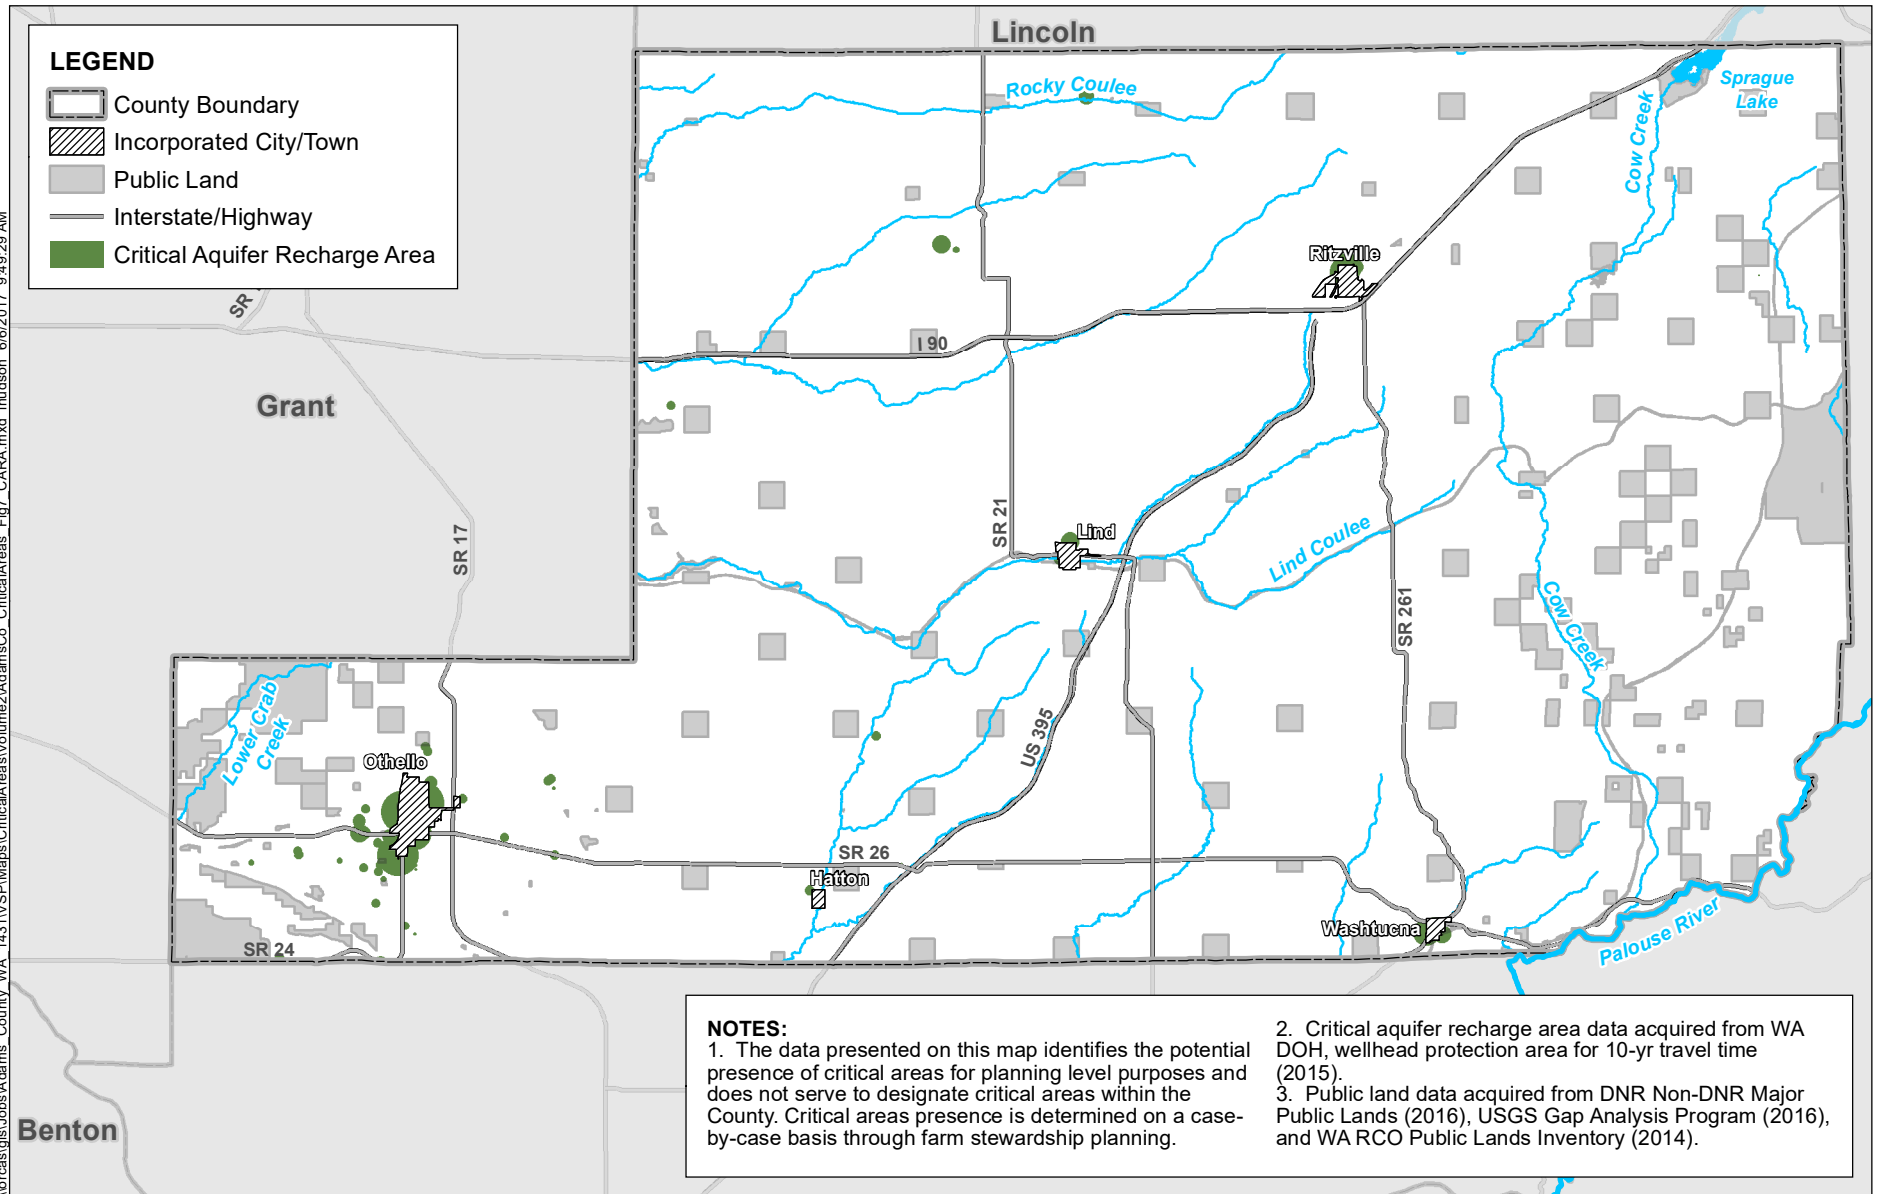 Lincoln
LEGEND
County Boundary
Incorporated City/Town
Public Land
Interstate/Highway
Critical Aquifer Recharge Area
SR
Rocky Coulee
Sprague
Lake
Cow Creek
Ritzville
I 90
Grant
SR 17
SR 21
Lind
Lind Coulee
SR 261
Cow Creek
Lower Crab
Creek
Othello
US 395
SR 26
Hatton
Washtucna
Palouse River
SR 24
Benton
NOTES:
1. The data presented on this map identifies the potential
presence of critical areas for planning level purposes and
does not serve to designate critical areas within the
County. Critical areas presence is determined on a case-
by-case basis through farm stewardship planning.
2. Critical aquifer recharge area data acquired from WA
DOH, wellhead protection area for 10-yr travel time
(2015).
3. Public land data acquired from DNR Non-DNR Major
Public Lands (2016), USGS Gap Analysis Program (2016),
and WA RCO Public Lands Inventory (2014).